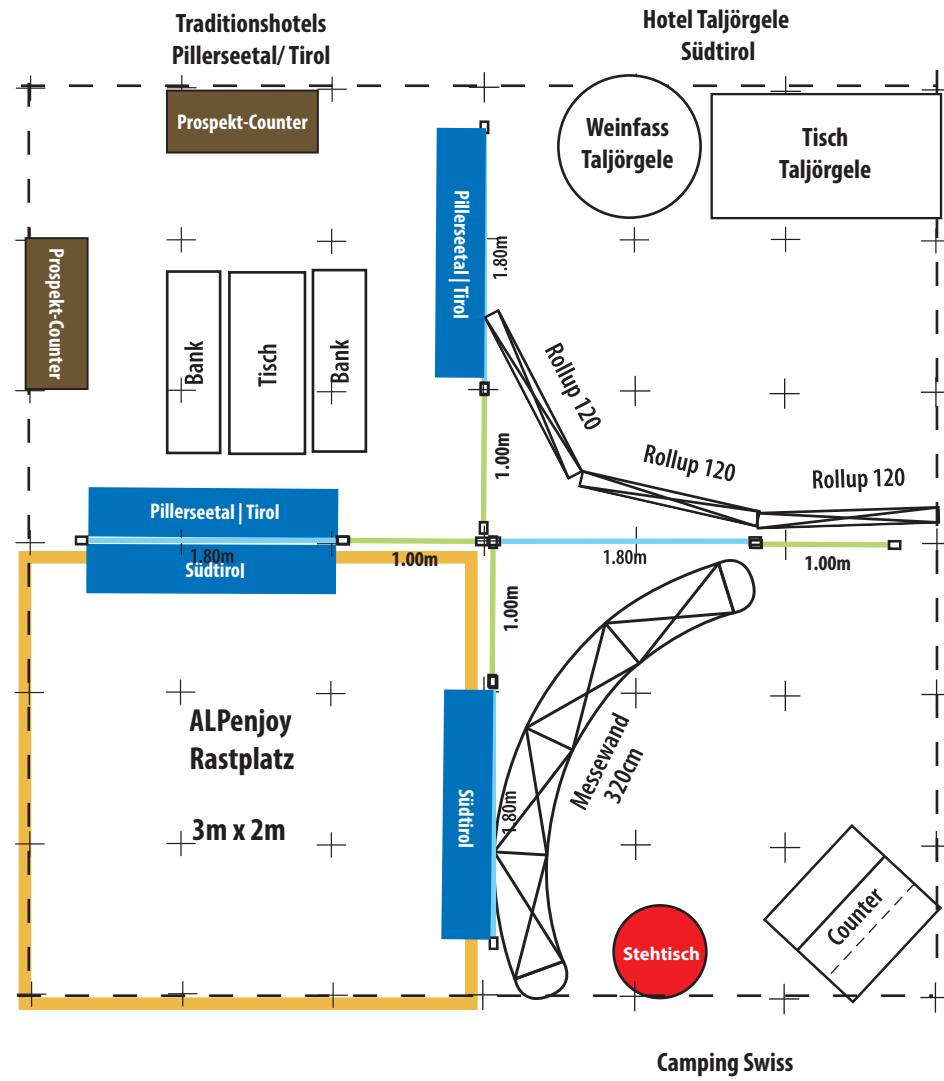 Traditionshotels
Pillerseetal/ Tirol
Hotel Taljörgele
Südtirol
Prospekt-Counter
Weinfass
Taljörgele
Tisch
Taljörgele
Prospekt-Counter
Pillerseetal | Tirol
1.80m
Bank
Tisch
Bank
Rollup 120
Rollup 120
Rollup 120
1.00m
Pillerseetal | Tirol
1.80m
Südtirol
1.00m
1.80m
1.00m
1.00m
ALPenjoy
Rastplatz
3m x 2m
Südtirol
1.80m
Messewand
320cm
Counter
Stehtisch
Camping Swiss